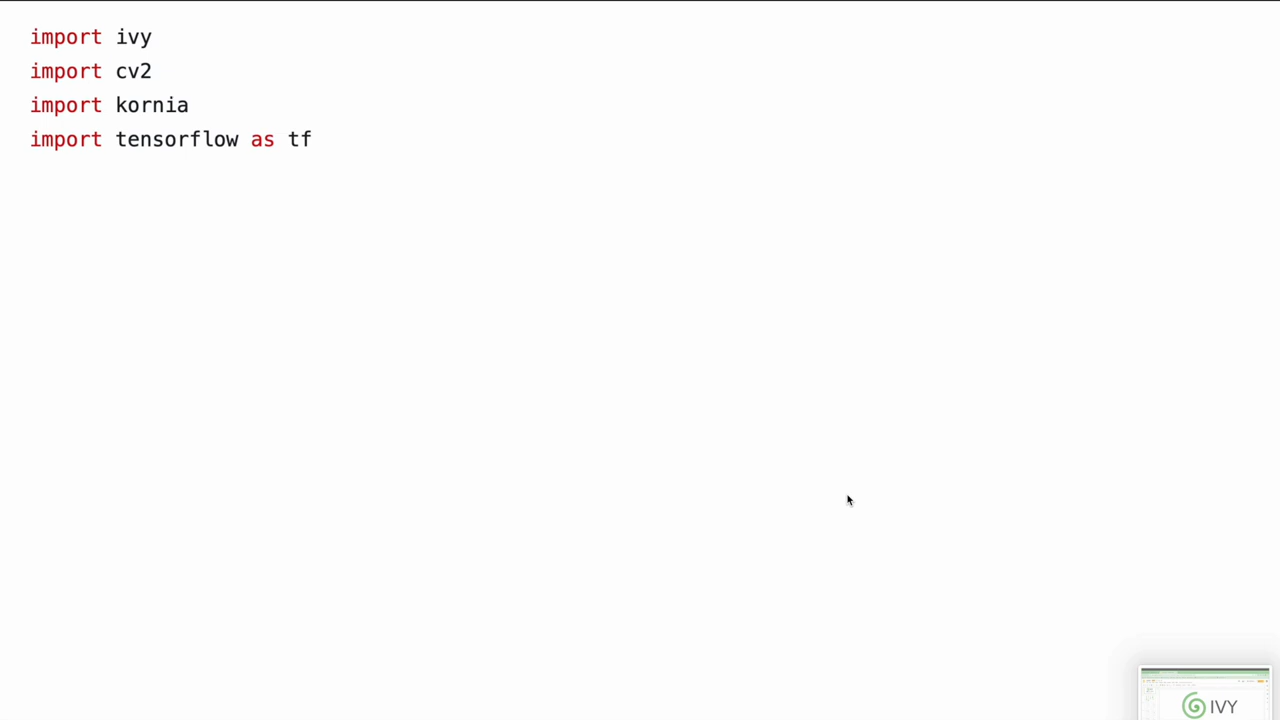 import ivy
import cv2
import kornia
import tensorflow as tf
IVY